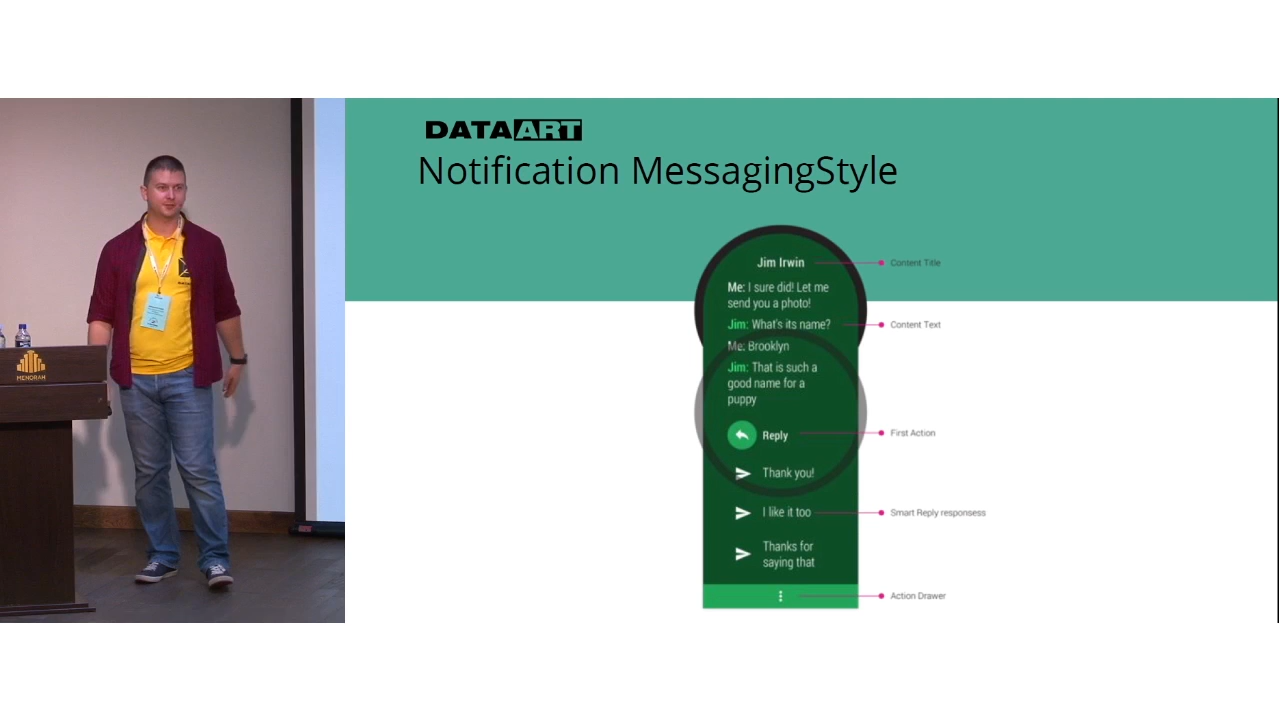 DATAART
Notification MessagingStyle
Jim Irwin
Content Title
Me: I sure did! Let me
send you a photo!
Jim: What's its name?
Content Text
Me: Brooklyn
Jim: That is such a
good name for a
puppy
Reply
First Action
Thank you!
I like it too
Smart Reply responsess
Thanks for
saying that
Action Drawer
MENORAH